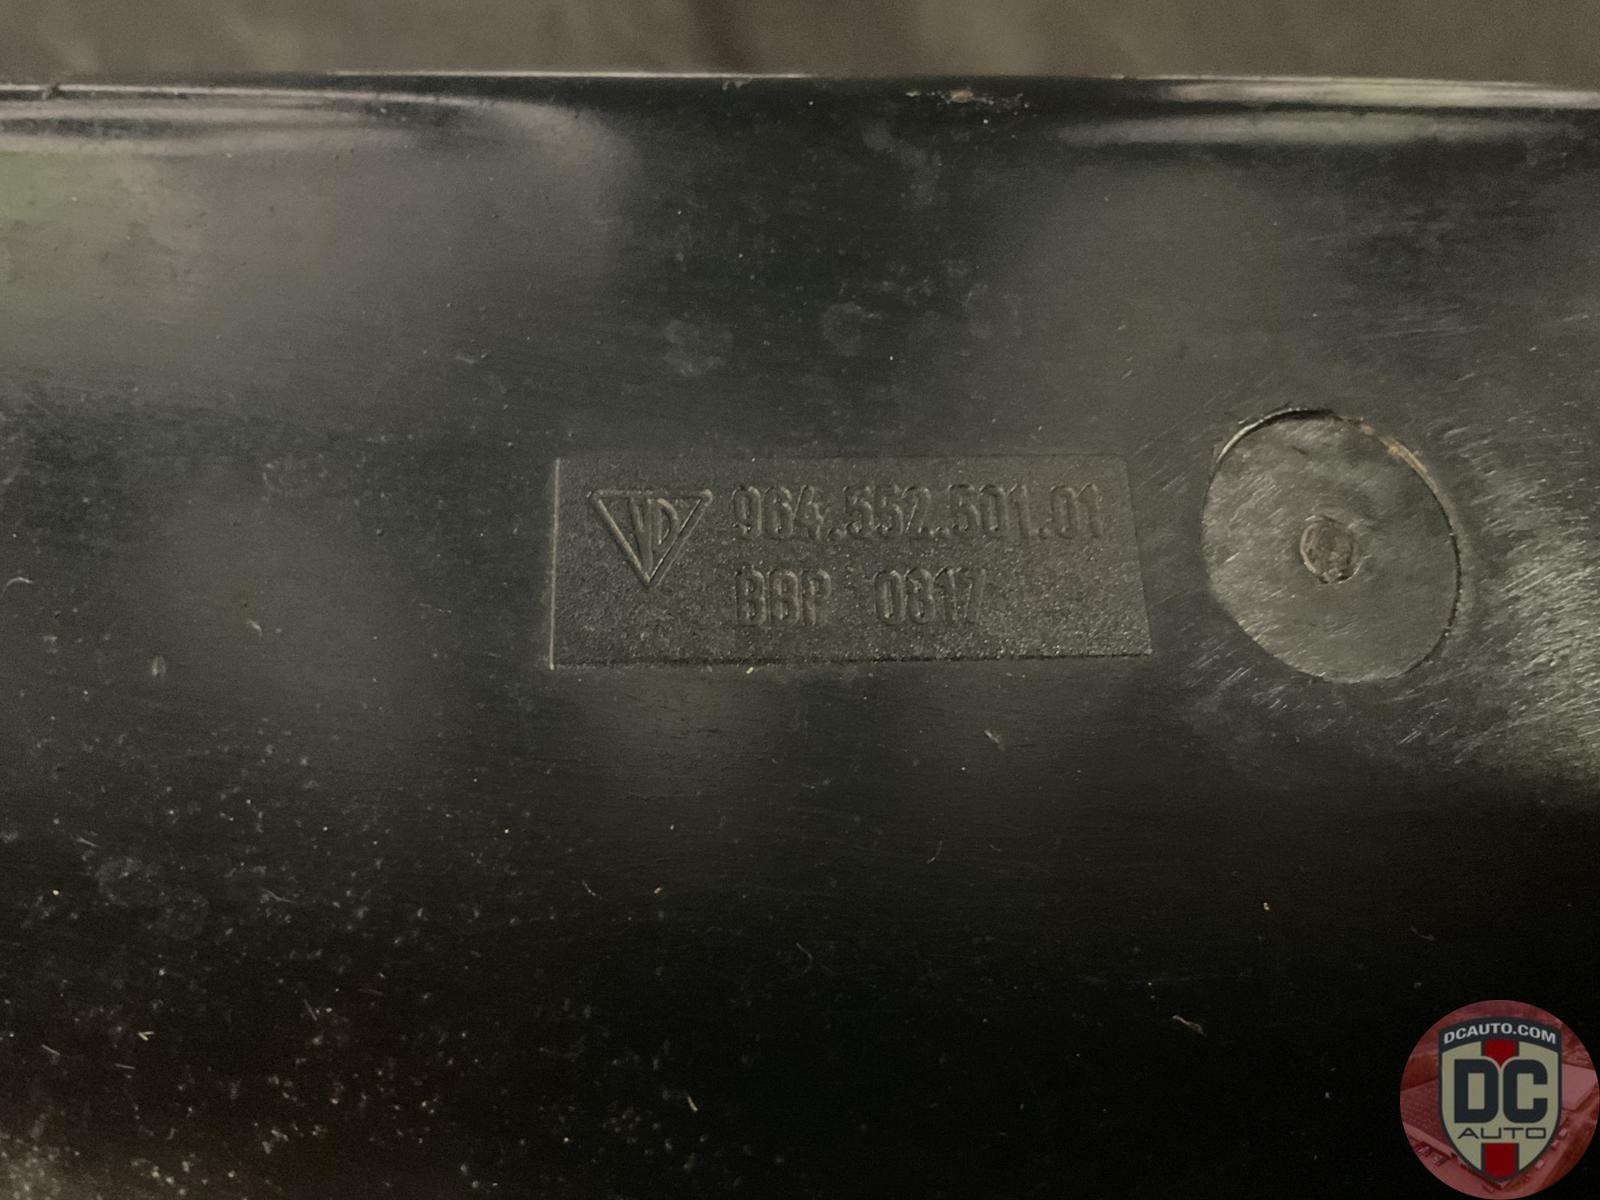 964.552.501.01
BBP 0817
DCAUTO.COM
DC
AUTO